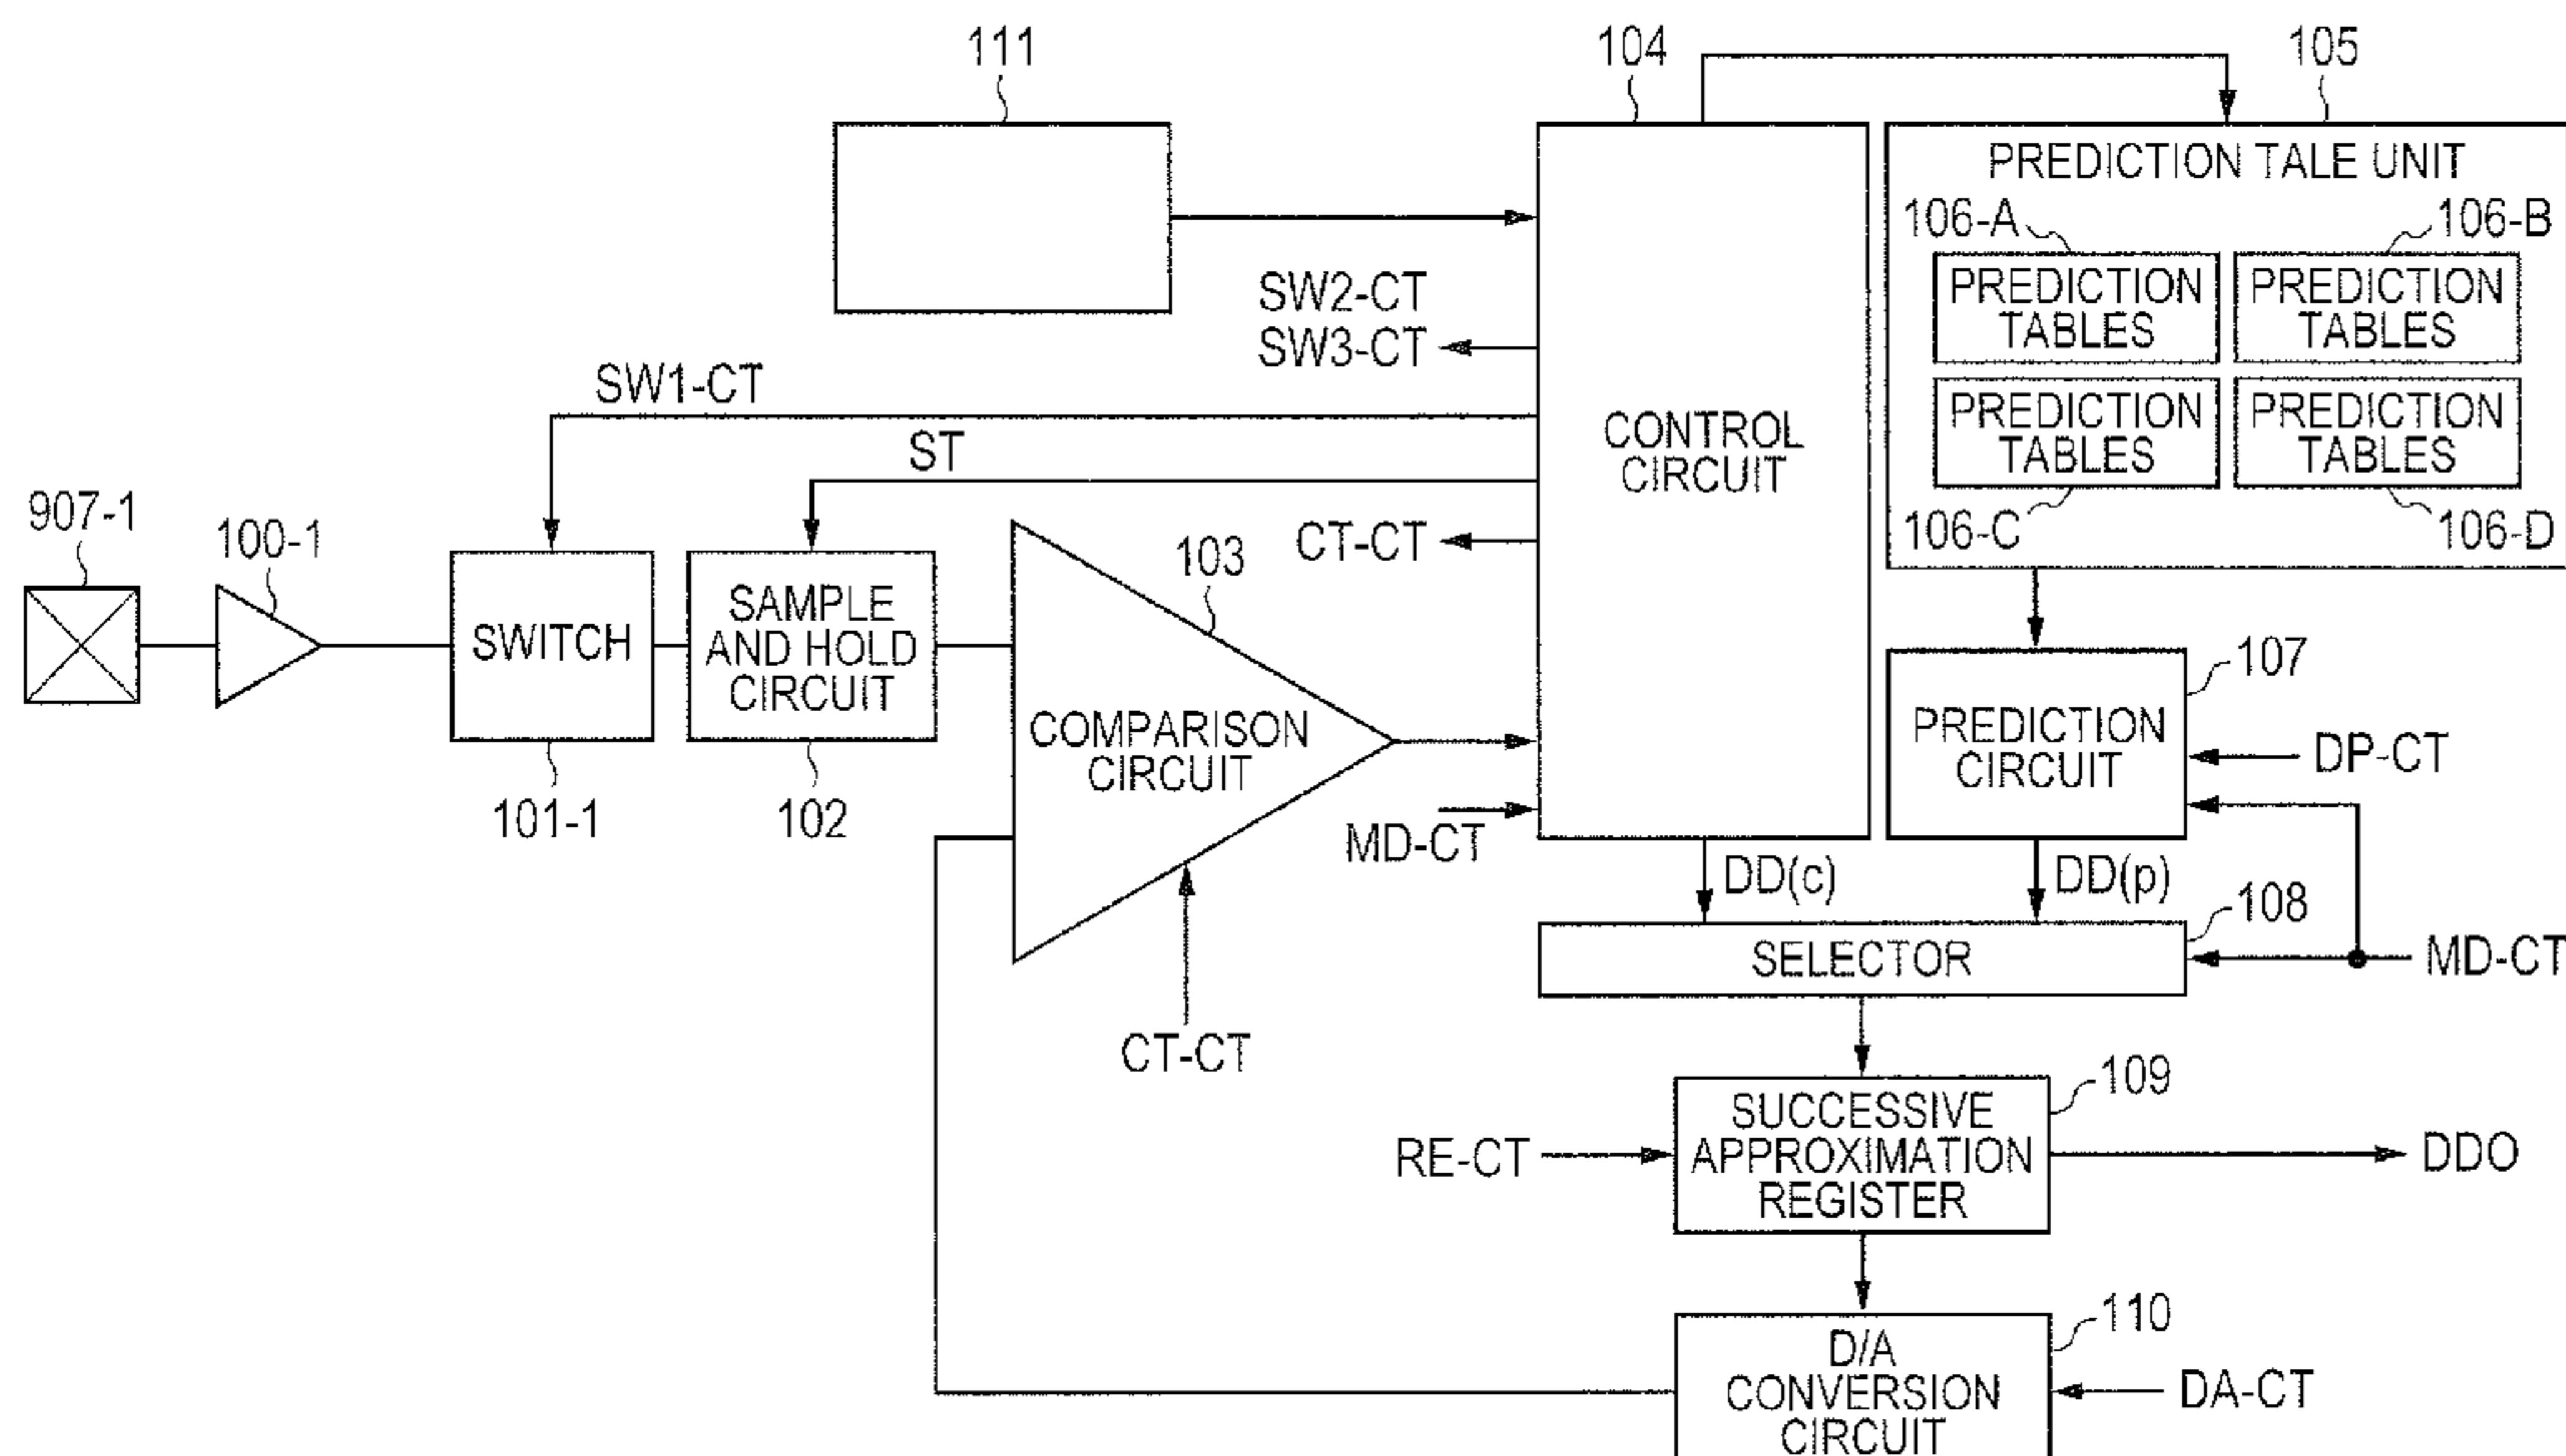 111
104
105
PREDICTION TALE UNIT
106-A
106-B
PREDICTION
TABLES
PREDICTION
TABLES
PREDICTION
TABLES
PREDICTION
TABLES
106-C
106-D
SW2-CT
SW3-CT
SW1-CT
ST
CONTROL
CIRCUIT
CT-CT
907-1
100-1
SWITCH
101-1
SAMPLE
AND HOLD
CIRCUIT
102
103
COMPARISON
CIRCUIT
CT-CT
MD-CT
107
PREDICTION
CIRCUIT
DP-CT
DD(c)
DD(p)
108
SELECTOR
MD-CT
109
SUCCESSIVE
APPROXIMATION
REGISTER
RE-CT
DDO
110
D/A
CONVERSION
CIRCUIT
DA-CT